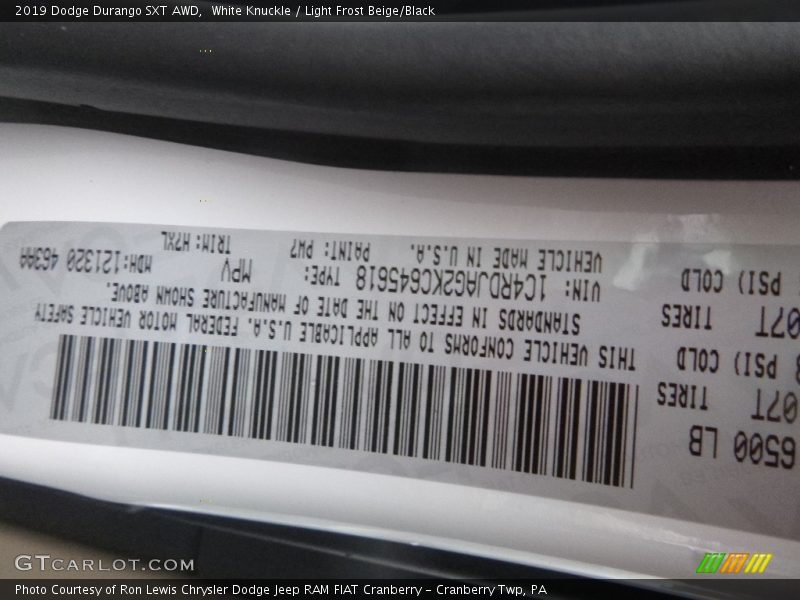 2019 Dodge Durango SXT AWD, White Knuckle / Light Frost Beige/Black
6500 LB
07T TIRES
PSI) COLD
07T TIRES
PSI) COLD
THIS VEHICLE CONFORMS TO ALL APPLICABLE U.S.A. FEDERAL MOTOR VEHICLE SAFETY
STANDARDS IN EFFECT ON THE DATE OF MANUFACTURE SHOWN ABOVE.
VIN: 1C4RDJAG2KC645618 TYPE: MPV MDH:121320 463AA
VEHICLE MADE IN U.S.A. PAINT: PW7 TRIM: H7XL
GTCARLOT.COM
Photo Courtesy of Ron Lewis Chrysler Dodge Jeep RAM FIAT Cranberry – Cranberry Twp, PA